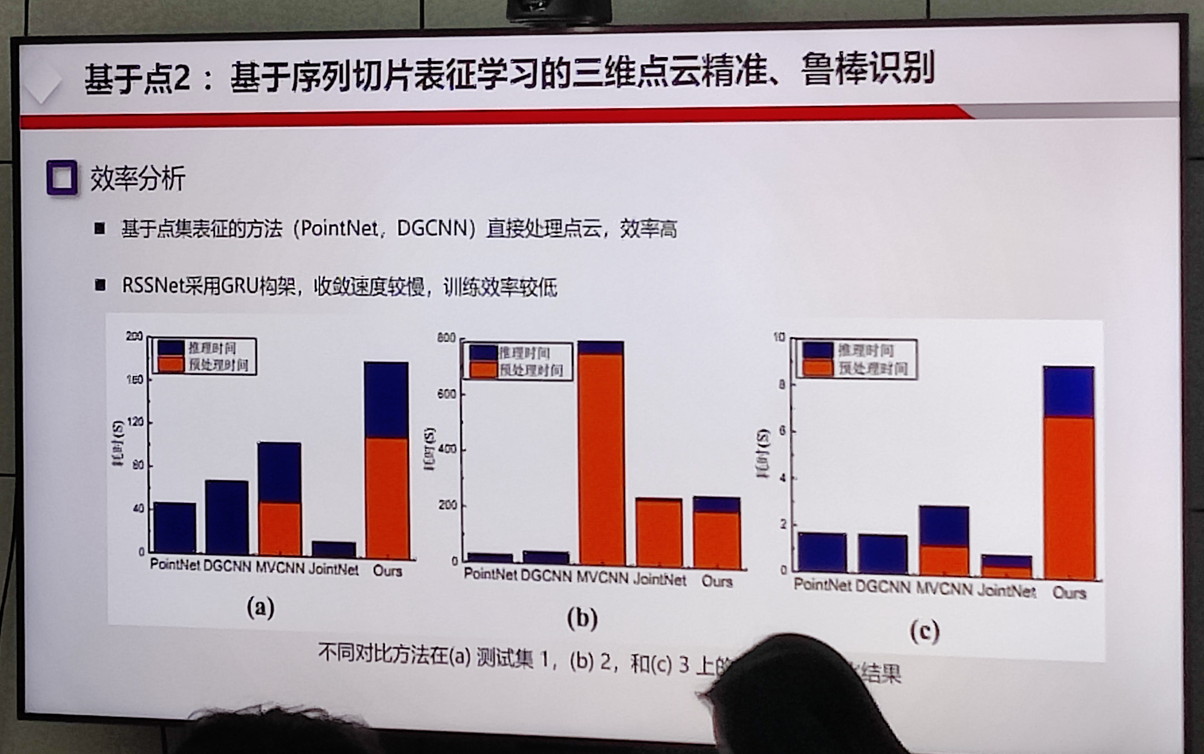 基于点2：基于序列切片表征学习的三维点云精准、鲁棒识别
效率分析
基于点集表征的方法（PointNet，DGCNN）直接处理点云，效率高
RSSNet采用GRU构架，收敛速度较慢，训练效率较低
200
160
120
80
40
0
耗时(S)
推理时间
预处理时间
PointNet DGCNN MVCNN JointNet Ours
(a)
800
600
400
200
0
耗时(S)
推理时间
预处理时间
PointNet DGCNN MVCNN JointNet Ours
(b)
10
8
6
4
2
0
耗时(S)
推理时间
预处理时间
PointNet DGCNN MVCNN JointNet Ours
(c)
不同对比方法在(a) 测试集 1，(b) 2，和(c) 3 上的 结果